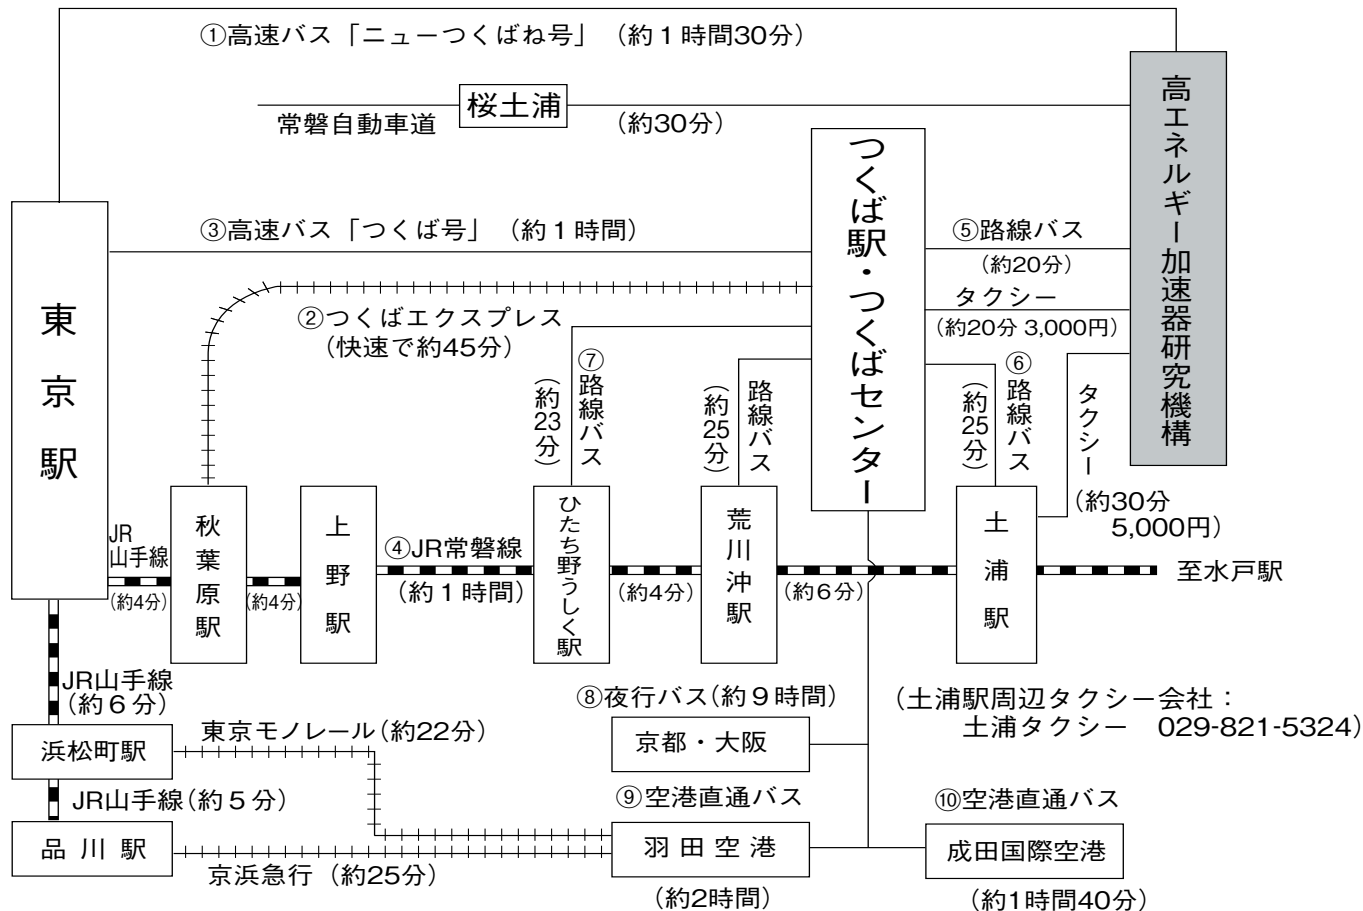 ①高速バス「ニューつくばね号」（約１時間30分）
常磐自動車道
桜土浦
（約30分）
高エネルギー加速器研究機構
つくば駅・つくばセンター
東京駅
③高速バス「つくば号」（約１時間）
⑤路線バス
（約20分）
タクシー
（約20分 3,000円）
②つくばエクスプレス
（快速で約45分）
⑦路線バス
（約23分）
路線バス
（約25分）
⑥路線バス
（約25分）
タクシー
（約30分
5,000円）
JR
山手線
（約4分）
秋葉原駅
（約4分）
上野駅
④JR常磐線
（約１時間）
ひたち野うしく駅
（約4分）
荒川沖駅
（約6分）
土浦駅
至水戸駅
JR山手線
（約６分）
浜松町駅
東京モノレール（約22分）
JR山手線（約５分）
品川駅
京浜急行（約25分）
⑧夜行バス（約９時間）
京都・大阪
（土浦駅周辺タクシー会社：
土浦タクシー　029-821-5324）
⑨空港直通バス
羽田空港
（約2時間）
⑩空港直通バス
成田国際空港
（約1時間40分）